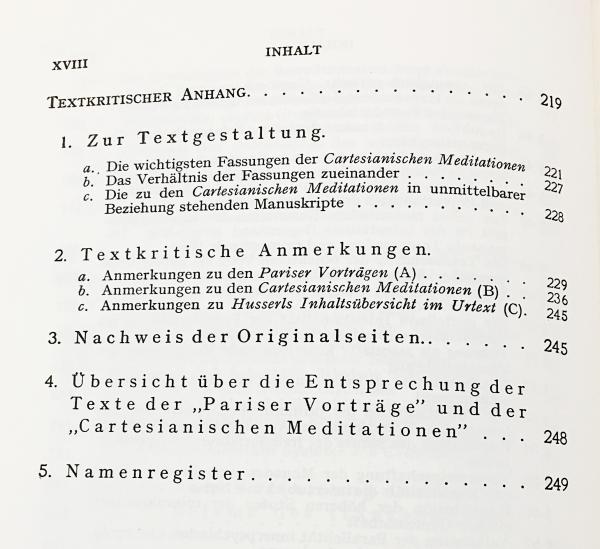 XVIII INHALT
TEXTKRITISCHER ANHANG. . . . . . . . . . . . . . . . 219
1. Zur Textgestaltung.
a. Die wichtigsten Fassungen der Cartesianischen Meditationen 221
b. Das Verhältnis der Fassungen zueinander . . . . . . . . 227
c. Die zu den Cartesianischen Meditationen in unmittelbarer
Beziehung stehenden Manuskripte . . . . . . . . . . . 228
2. Textkritische Anmerkungen.
a. Anmerkungen zu den Pariser Vorträgen (A) . . . . . . . 229
b. Anmerkungen zu den Cartesianischen Meditationen (B) . . 236
c. Anmerkungen zu Husserls Inhaltsübersicht im Urtext (C). 245
3. Nachweis der Originalseiten. . . . . . . 245
4. Übersicht über die Entsprechung der
Texte der „Pariser Vorträge” und der
„Cartesianischen Meditationen” . . . 248
5. Namenregister . . . . . . . . . . . . . . . 249